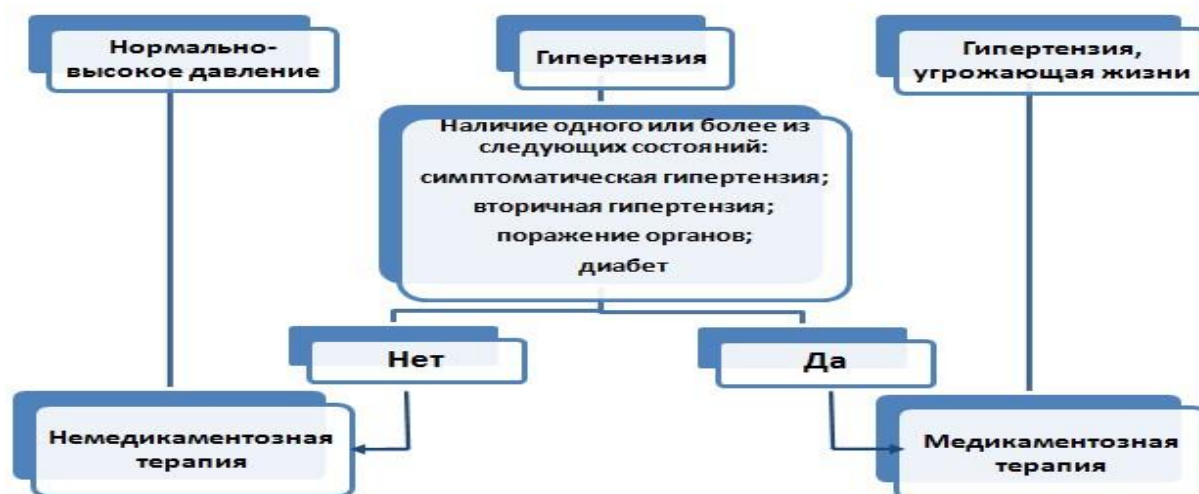 Нормально-
высокое давление
Гипертензия
Гипертензия,
угрожающая жизни
Наличие одного или более из
следующих состояний:
симптоматическая гипертензия;
вторичная гипертензия;
поражение органов;
диабет
Нет
Да
Немедикаментозная
терапия
Медикаментозная
терапия